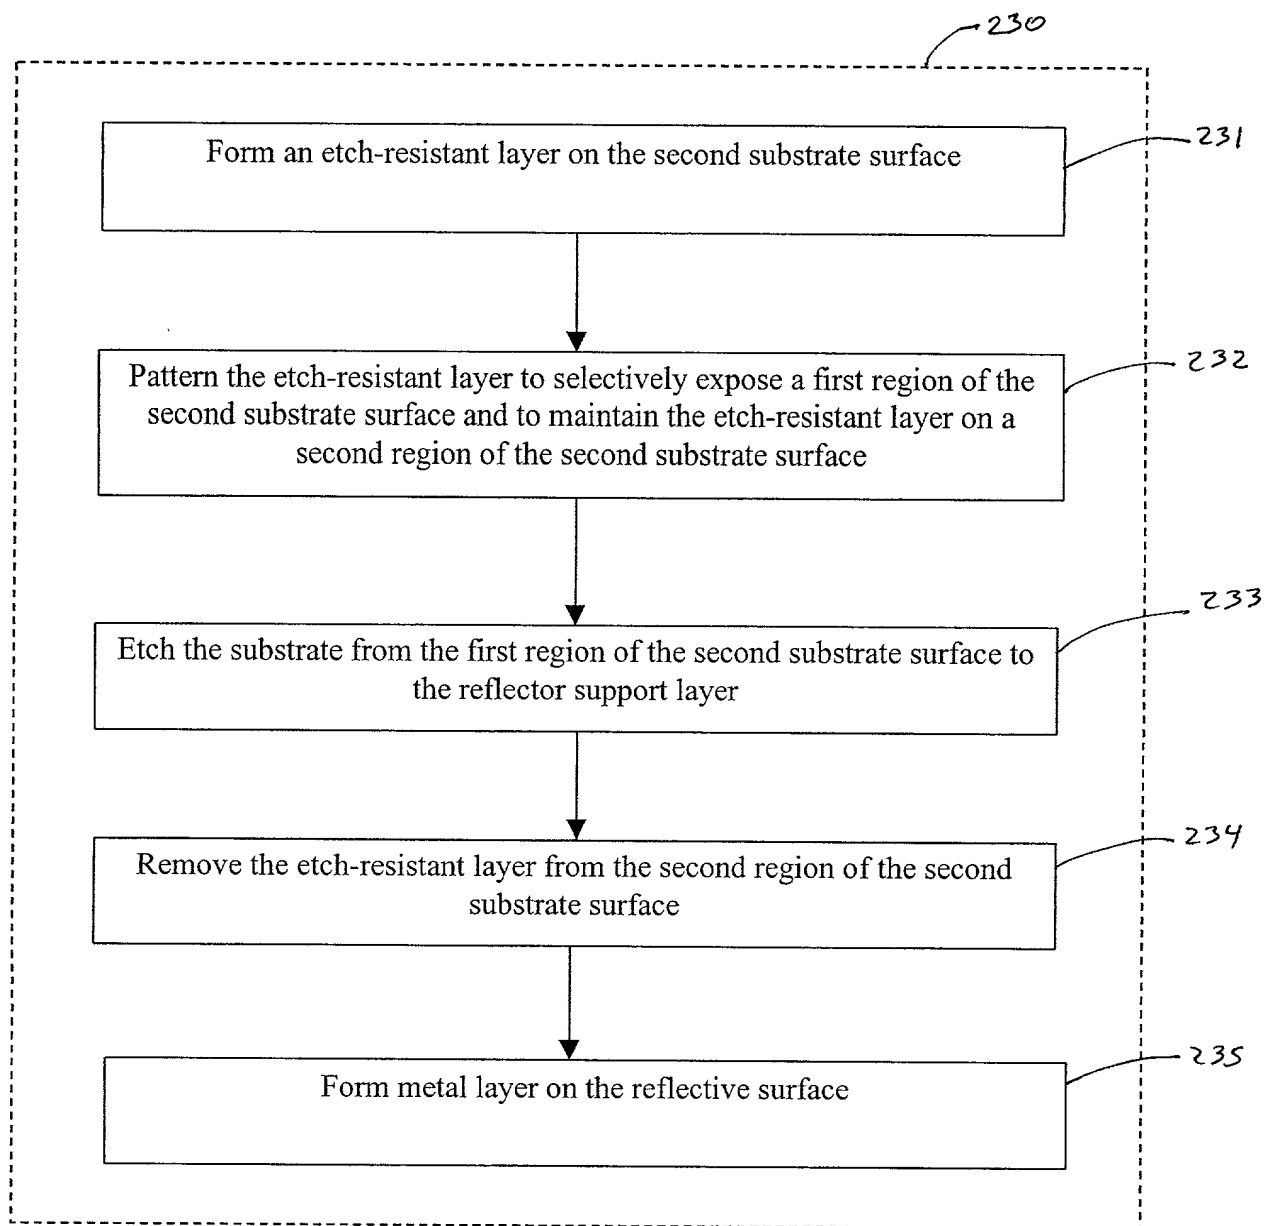 230
231
Form an etch-resistant layer on the second substrate surface
232
Pattern the etch-resistant layer to selectively expose a first region of the
second substrate surface and to maintain the etch-resistant layer on a
second region of the second substrate surface
233
Etch the substrate from the first region of the second substrate surface to
the reflector support layer
234
Remove the etch-resistant layer from the second region of the second
substrate surface
235
Form metal layer on the reflective surface